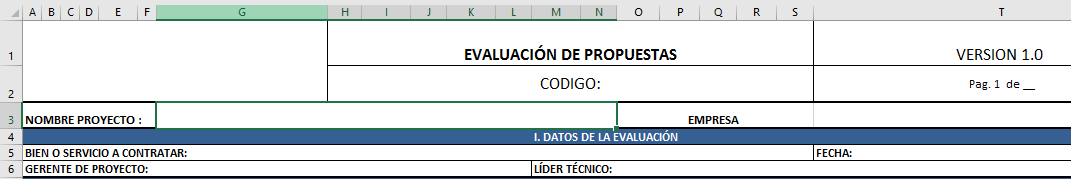 A B C D E F G H I J K L M N O P Q R S T
1 EVALUACIÓN DE PROPUESTAS VERSION 1.0
2 CODIGO: Pag. 1 de __
3 NOMBRE PROYECTO : EMPRESA
4 I. DATOS DE LA EVALUACIÓN
5 BIEN O SERVICIO A CONTRATAR: FECHA:
6 GERENTE DE PROYECTO: LÍDER TÉCNICO: